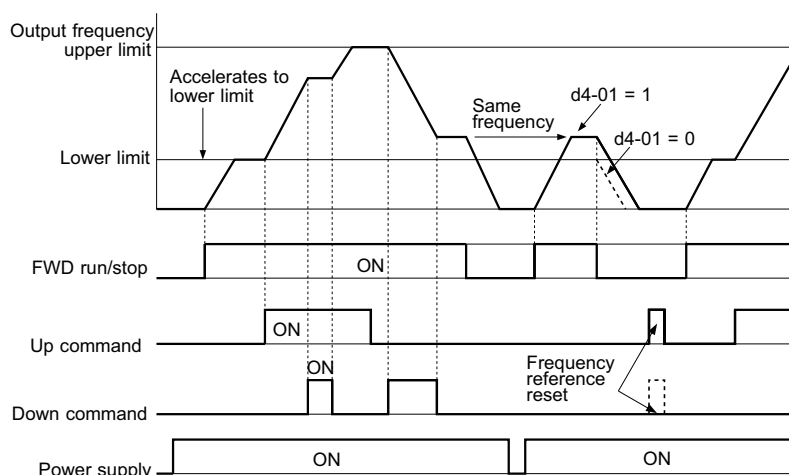 Output frequency
upper limit
Accelerates to
lower limit
Same
frequency
d4-01 = 1
d4-01 = 0
Lower limit
FWD run/stop
ON
Up command
ON
ON
Frequency
reference
reset
Down command
Power supply
ON
ON